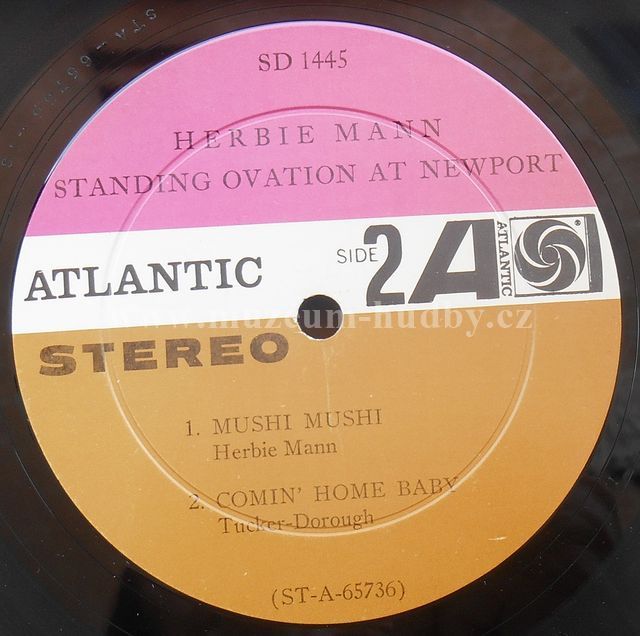 SD 1445
HERBIE MANN
STANDING OVATION AT NEWPORT
ATLANTIC
SIDE 2 A
ATLANTIC
®
www.muzeum-hudby.cz
STEREO
1. MUSHI MUSHI
Herbie Mann
2. COMIN' HOME BABY
Tucker-Dorough
(ST-A-65736)